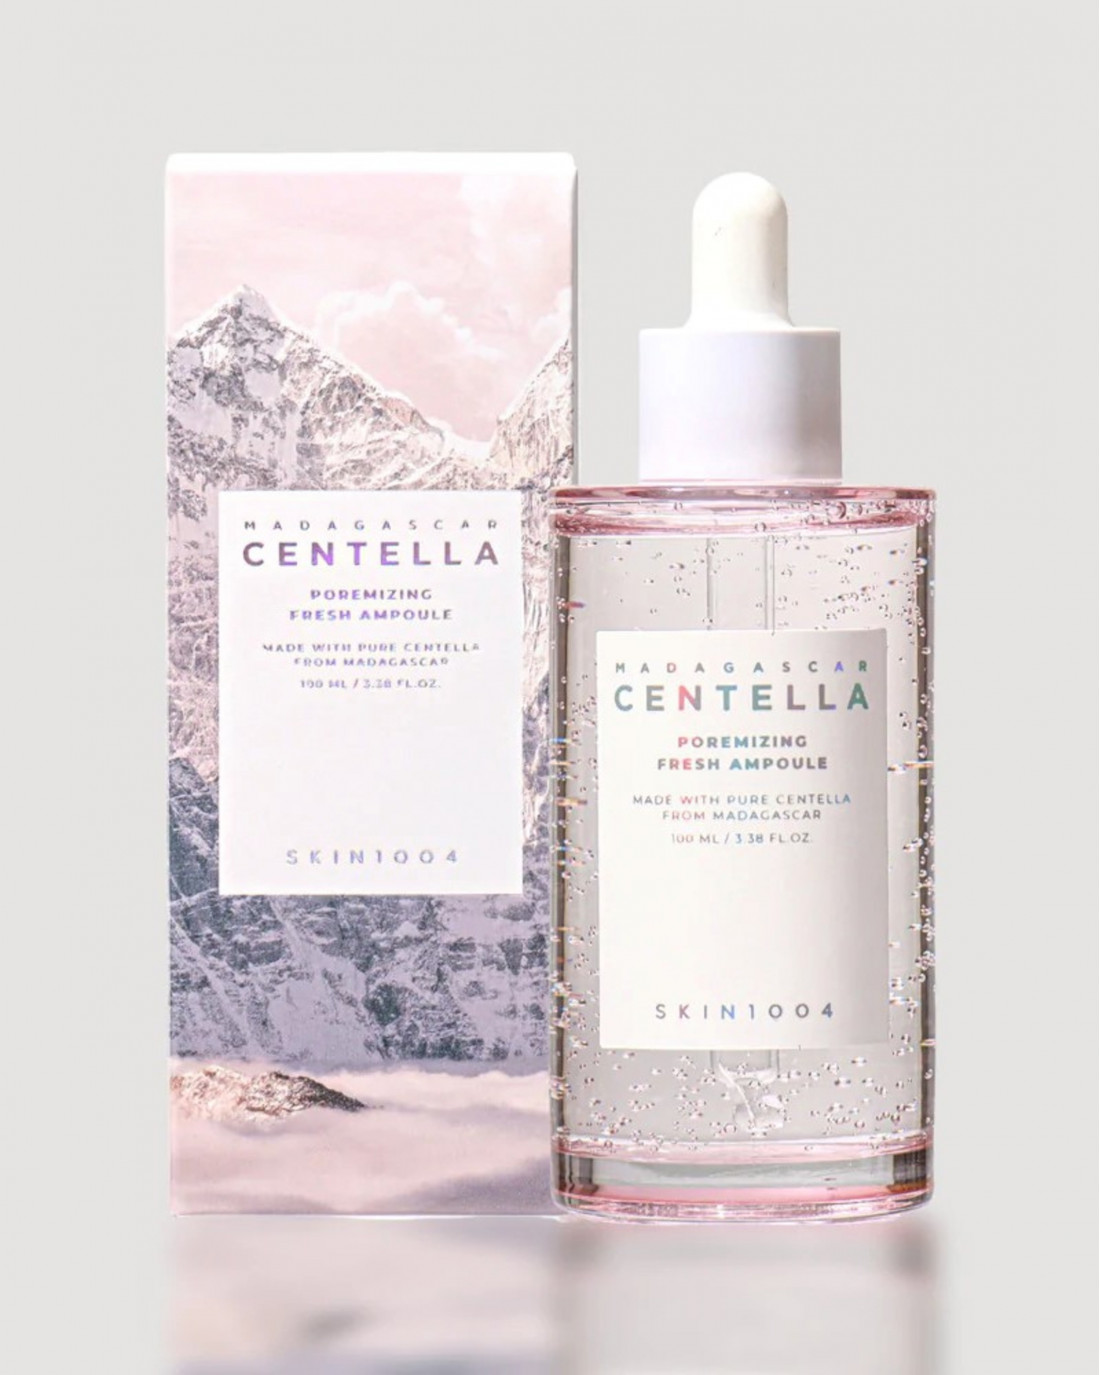 MADAGASCAR
CENTELLA
POREMIZING
FRESH AMPOULE
MADE WITH PURE CENTELLA
FROM MADAGASCAR
100 ML / 3.38 FL.OZ.
SKIN1004
MADAGASCAR
CENTELLA
POREMIZING
FRESH AMPOULE
MADE WITH PURE CENTELLA
FROM MADAGASCAR
100 ML / 3.38 FL.OZ.
SKIN1004